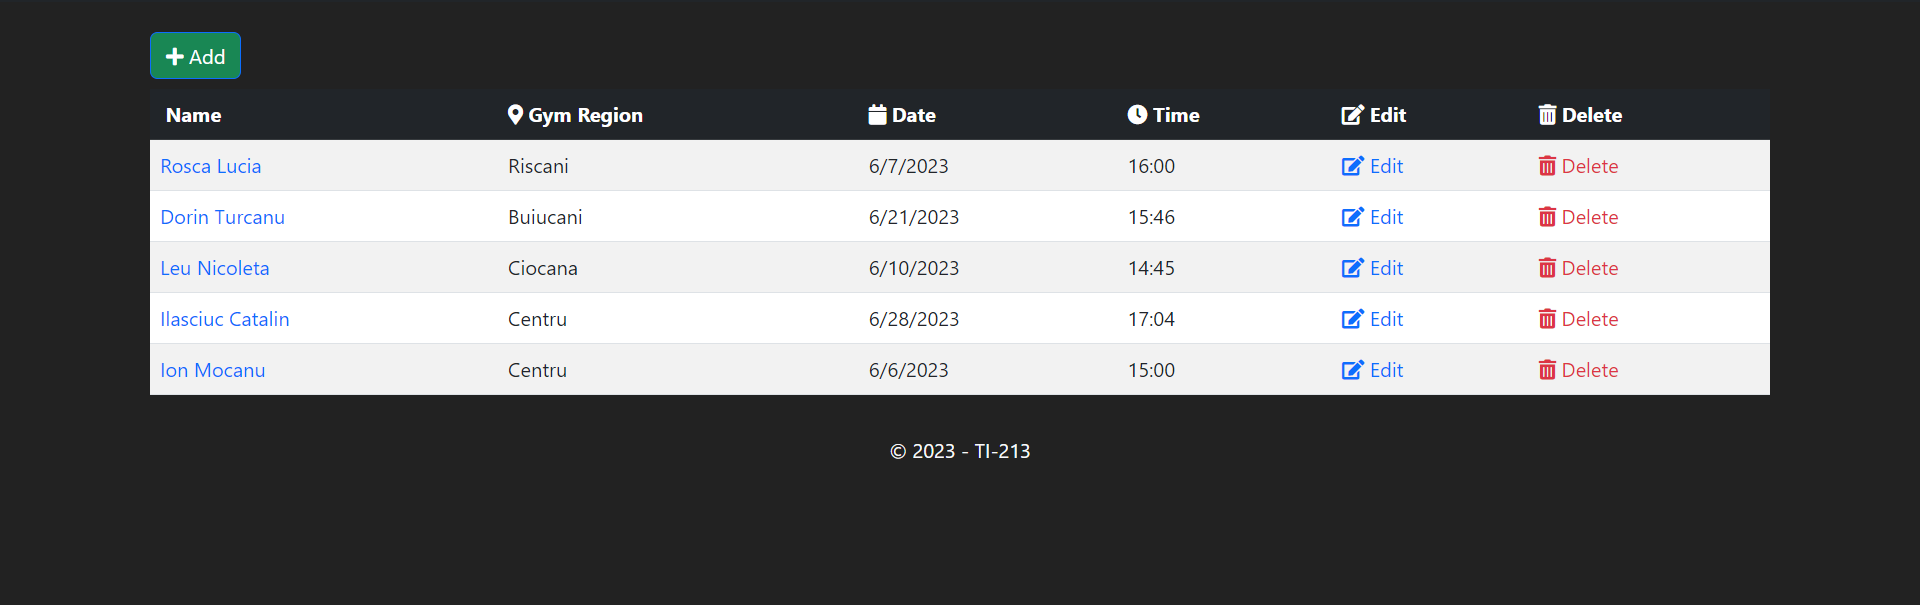 Add
Name Gym Region Date Time Edit Delete
Rosca Lucia Riscani 6/7/2023 16:00 Edit Delete
Dorin Turcanu Buiucani 6/21/2023 15:46 Edit Delete
Leu Nicoleta Ciocana 6/10/2023 14:45 Edit Delete
Ilasciuc Catalin Centru 6/28/2023 17:04 Edit Delete
Ion Mocanu Centru 6/6/2023 15:00 Edit Delete
© 2023 - TI-213